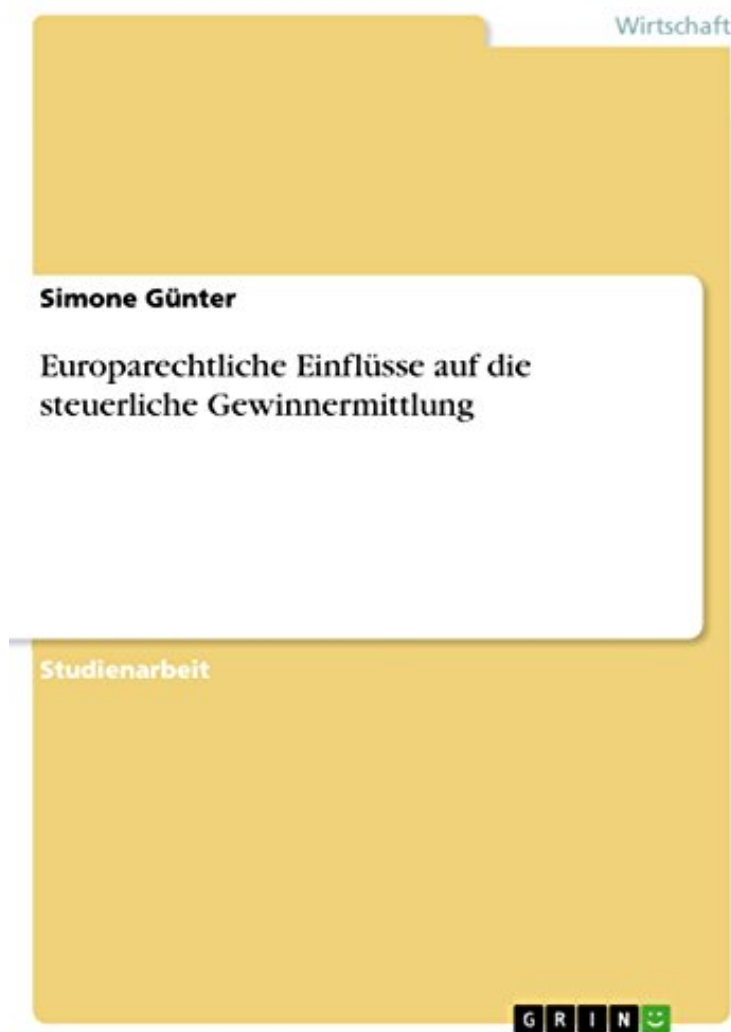 Wirtschaft
Simone Günter
Europarechtliche Einflüsse auf die
steuerliche Gewinnermittlung
Studienarbeit
GRIN